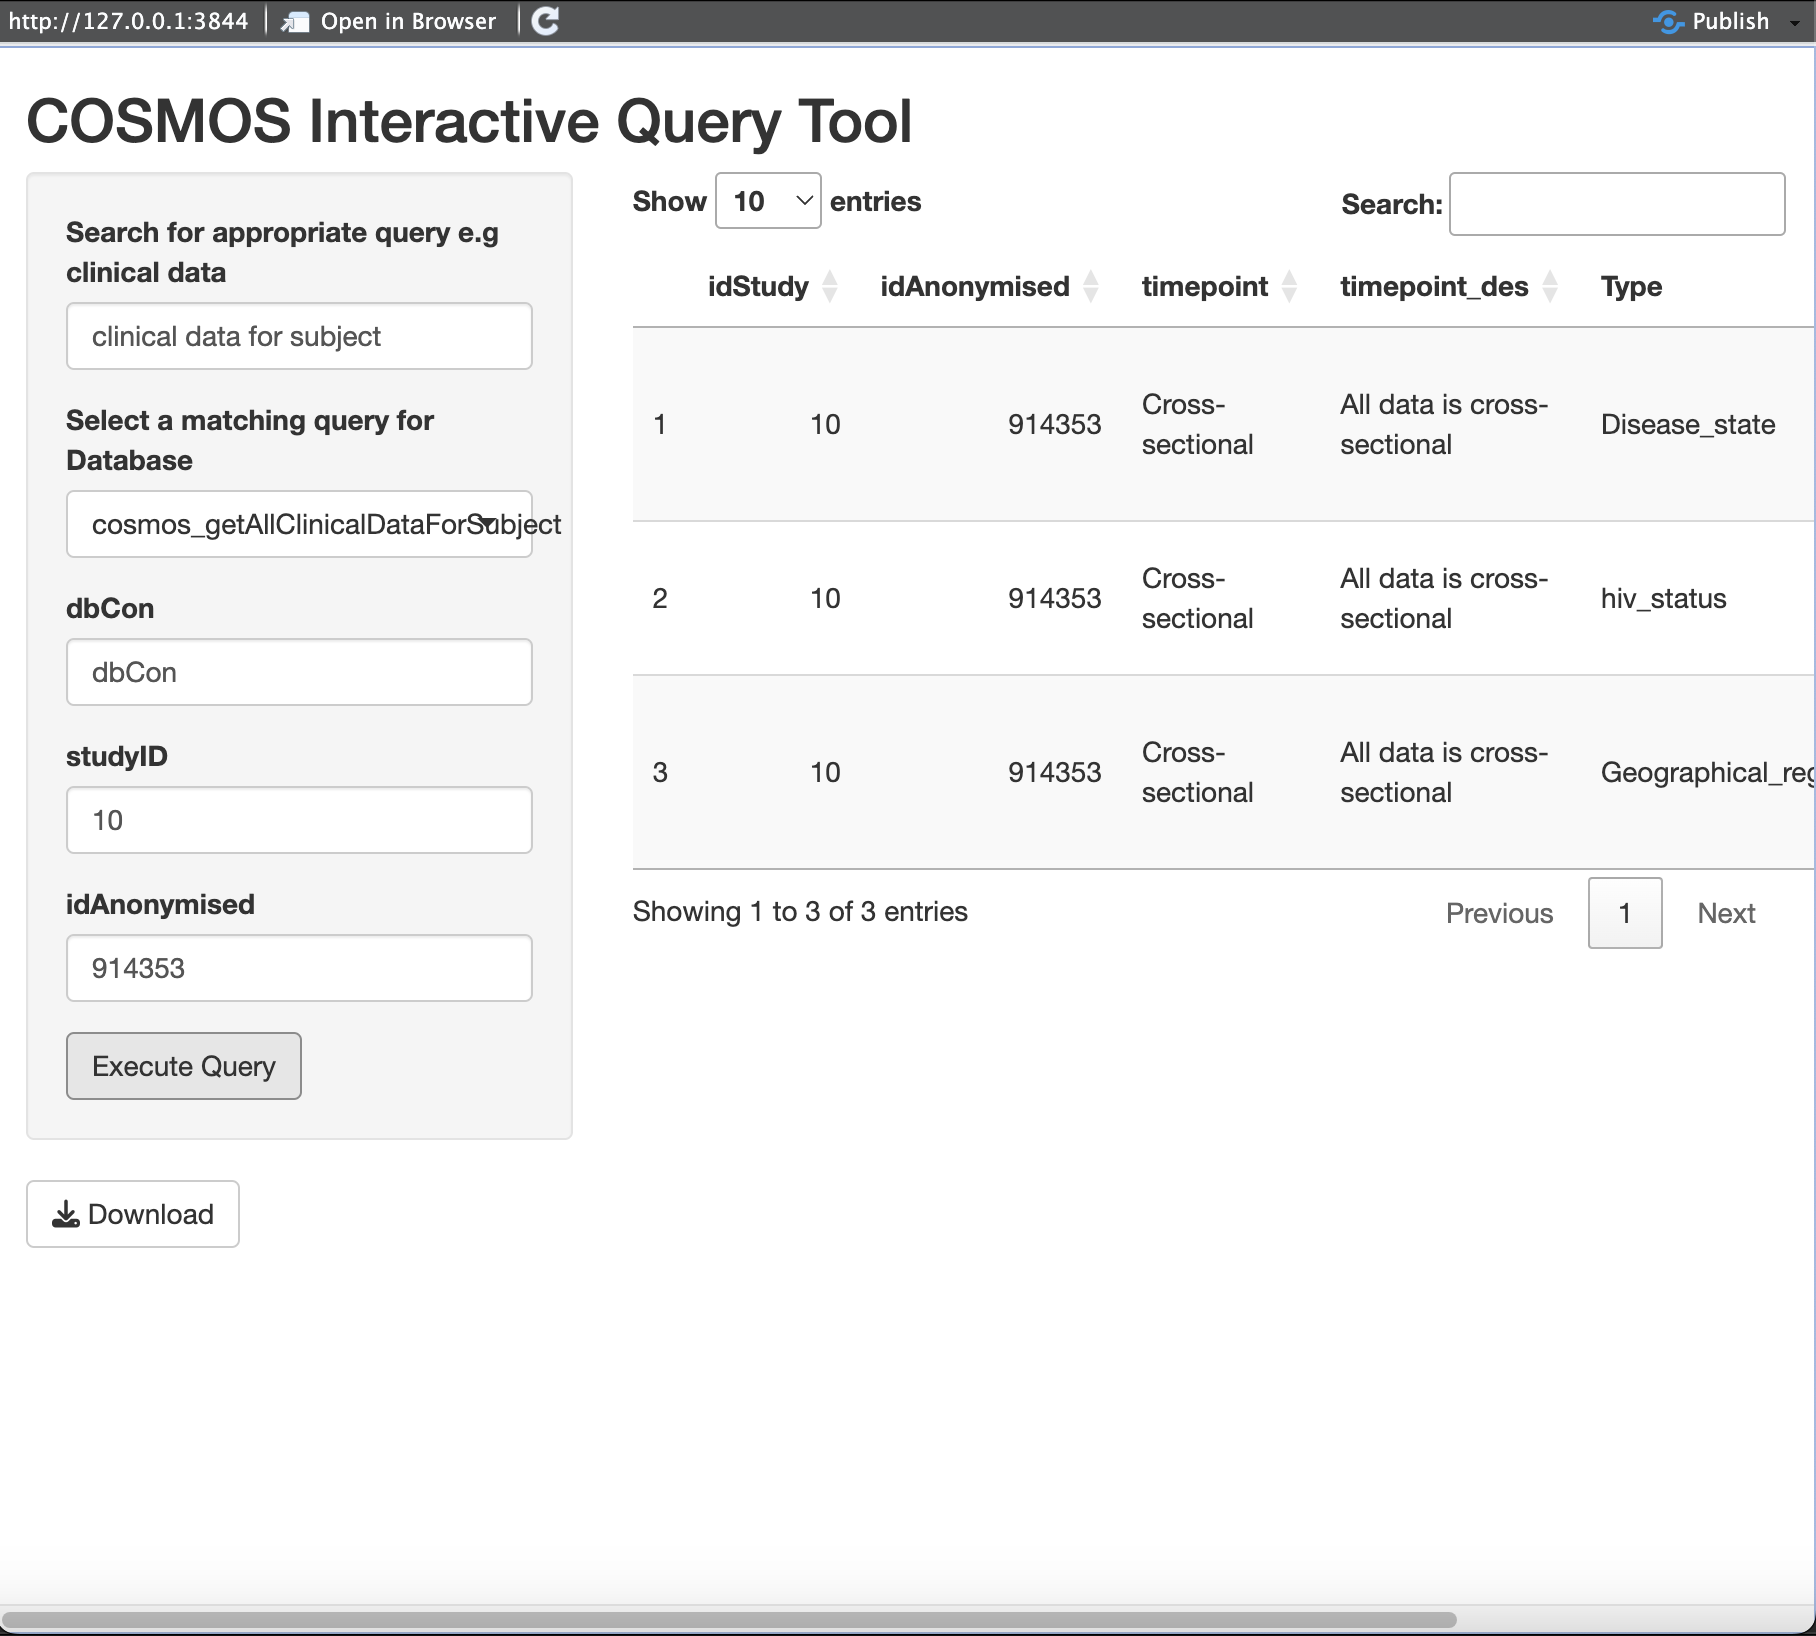 http://127.0.0.1:3844 Open in Browser Publish
COSMOS Interactive Query Tool
Search for appropriate query e.g
clinical data
clinical data for subject
Select a matching query for
Database
cosmos_getAllClinicalDataForSubject
dbCon
dbCon
studyID
10
idAnonymised
914353
Execute Query
Download
Show 10 entries
Search:
idStudy idAnonymised timepoint timepoint_des Type
1 10 914353 Cross-
sectional All data is cross-
sectional Disease_state
2 10 914353 Cross-
sectional All data is cross-
sectional hiv_status
3 10 914353 Cross-
sectional All data is cross-
sectional Geographical_reg
Showing 1 to 3 of 3 entries
Previous 1 Next